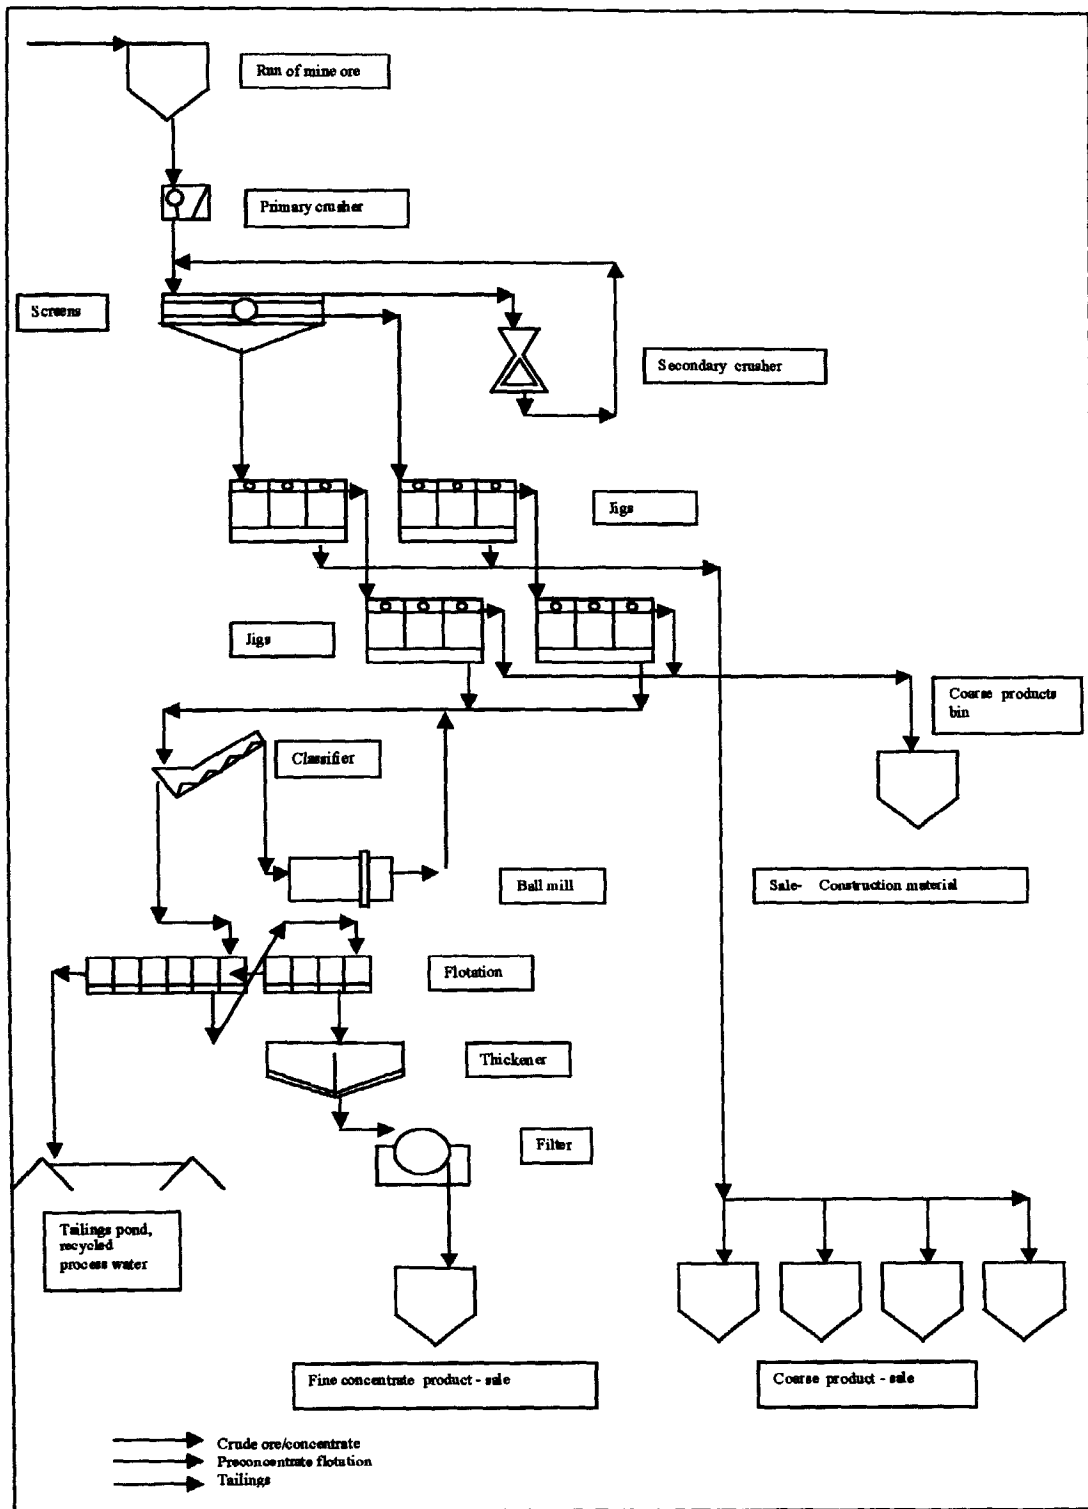 Run of mine ore
Primary crusher
Screens
Secondary crusher
Jigs
Jigs
Coarse products
bin
Classifier
Ball mill
Sale- Construction material
Flotation
Thickener
Filter
Tailings pond,
recycled
process water
Fine concentrate product - sale
Coarse product - sale
Crude ore/concentrate
Preconcentrate flotation
Tailings